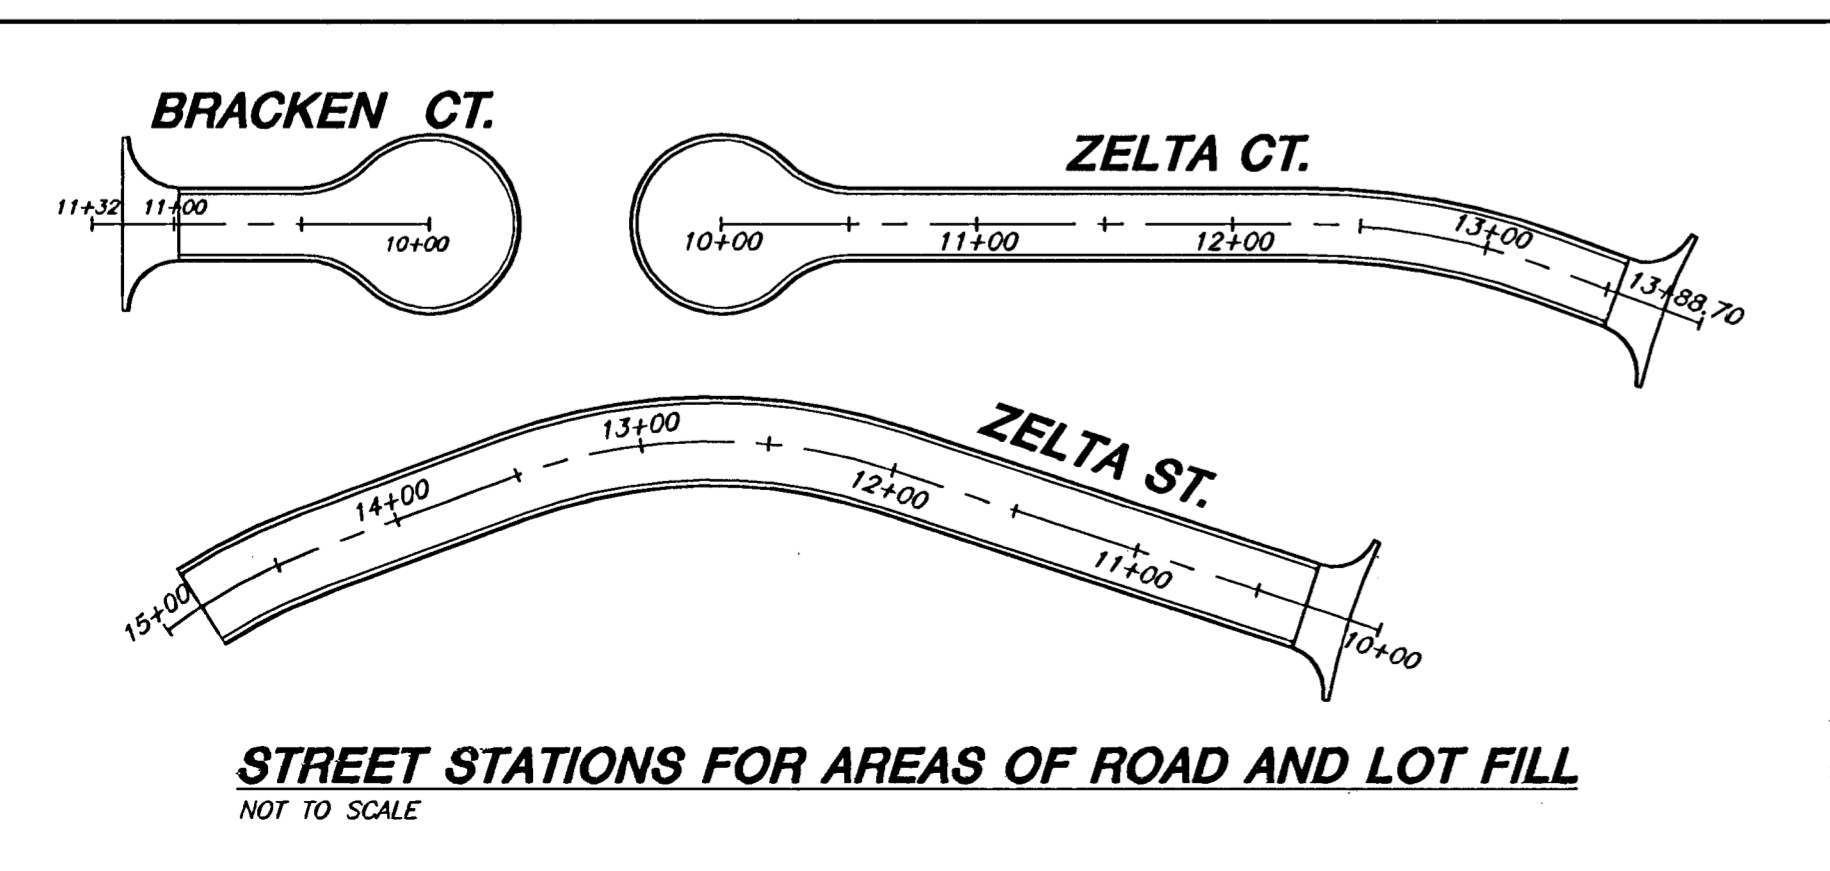 BRACKEN CT.
11+32
11+00
10+00
ZELTA CT.
10+00
11+00
12+00
13+00
13+88.70
ZELTA ST.
15+00
14+00
13+00
12+00
11+00
10+00
STREET STATIONS FOR AREAS OF ROAD AND LOT FILL
NOT TO SCALE